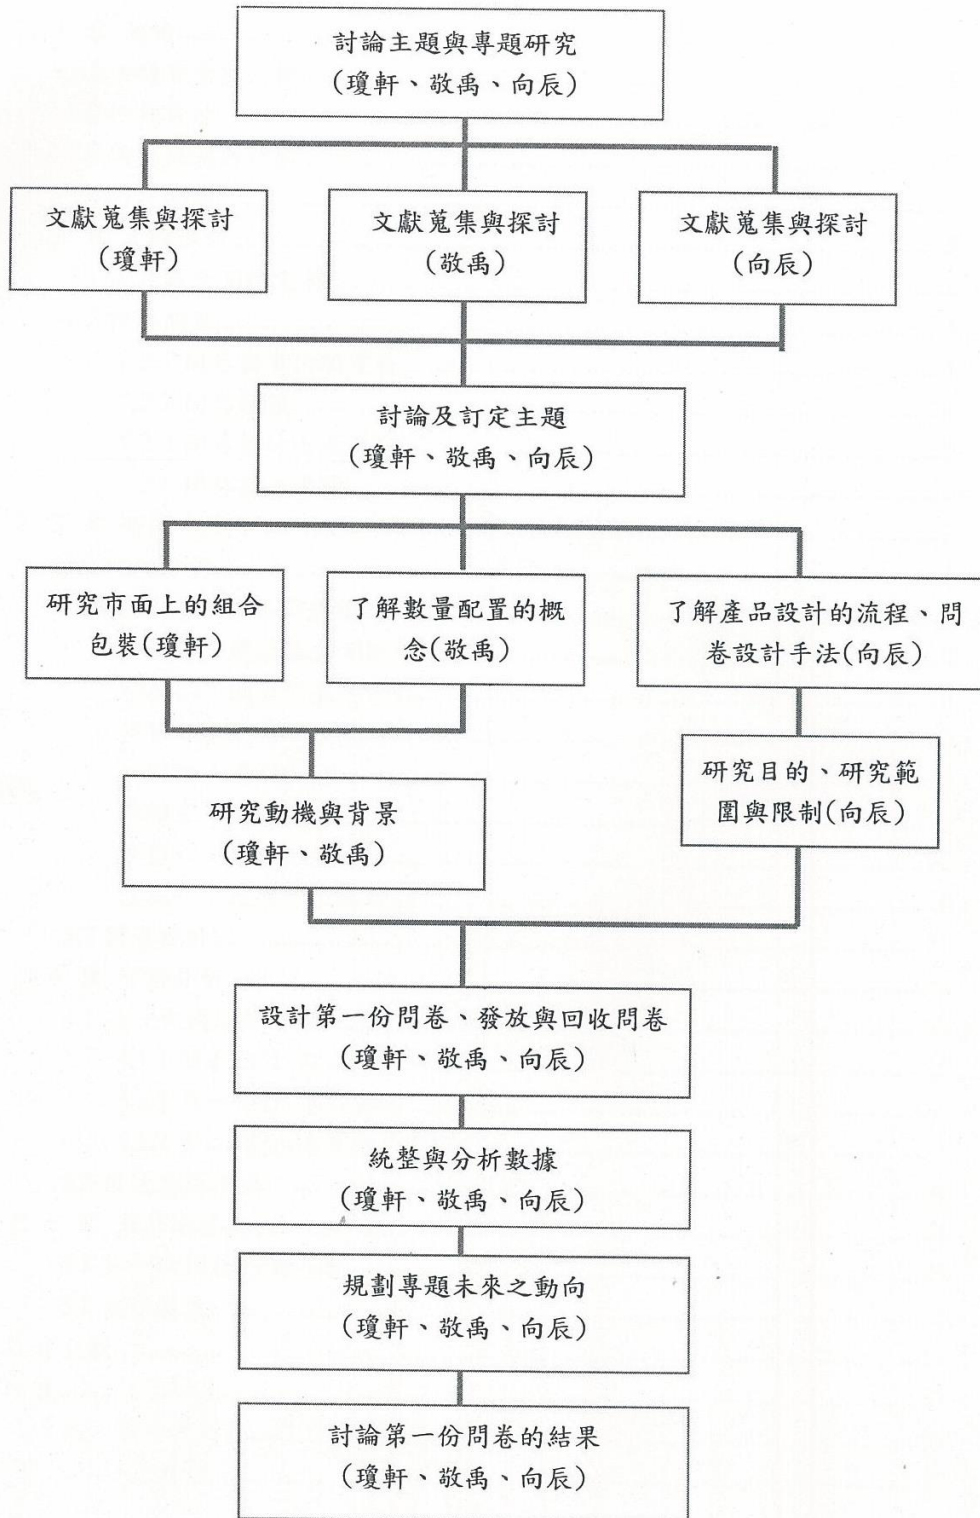 討論主題與專題研究
(瓊軒、敬禹、向辰)
文獻蒐集與探討
(瓊軒)
文獻蒐集與探討
(敬禹)
文獻蒐集與探討
(向辰)
討論及訂定主題
(瓊軒、敬禹、向辰)
研究市面上的組合
包裝(瓊軒)
了解數量配置的概
念(敬禹)
了解產品設計的流程、問
卷設計手法(向辰)
研究動機與背景
(瓊軒、敬禹)
研究目的、研究範
圍與限制(向辰)
設計第一份問卷、發放與回收問卷
(瓊軒、敬禹、向辰)
統整與分析數據
(瓊軒、敬禹、向辰)
規劃專題未來之動向
(瓊軒、敬禹、向辰)
討論第一份問卷的結果
(瓊軒、敬禹、向辰)